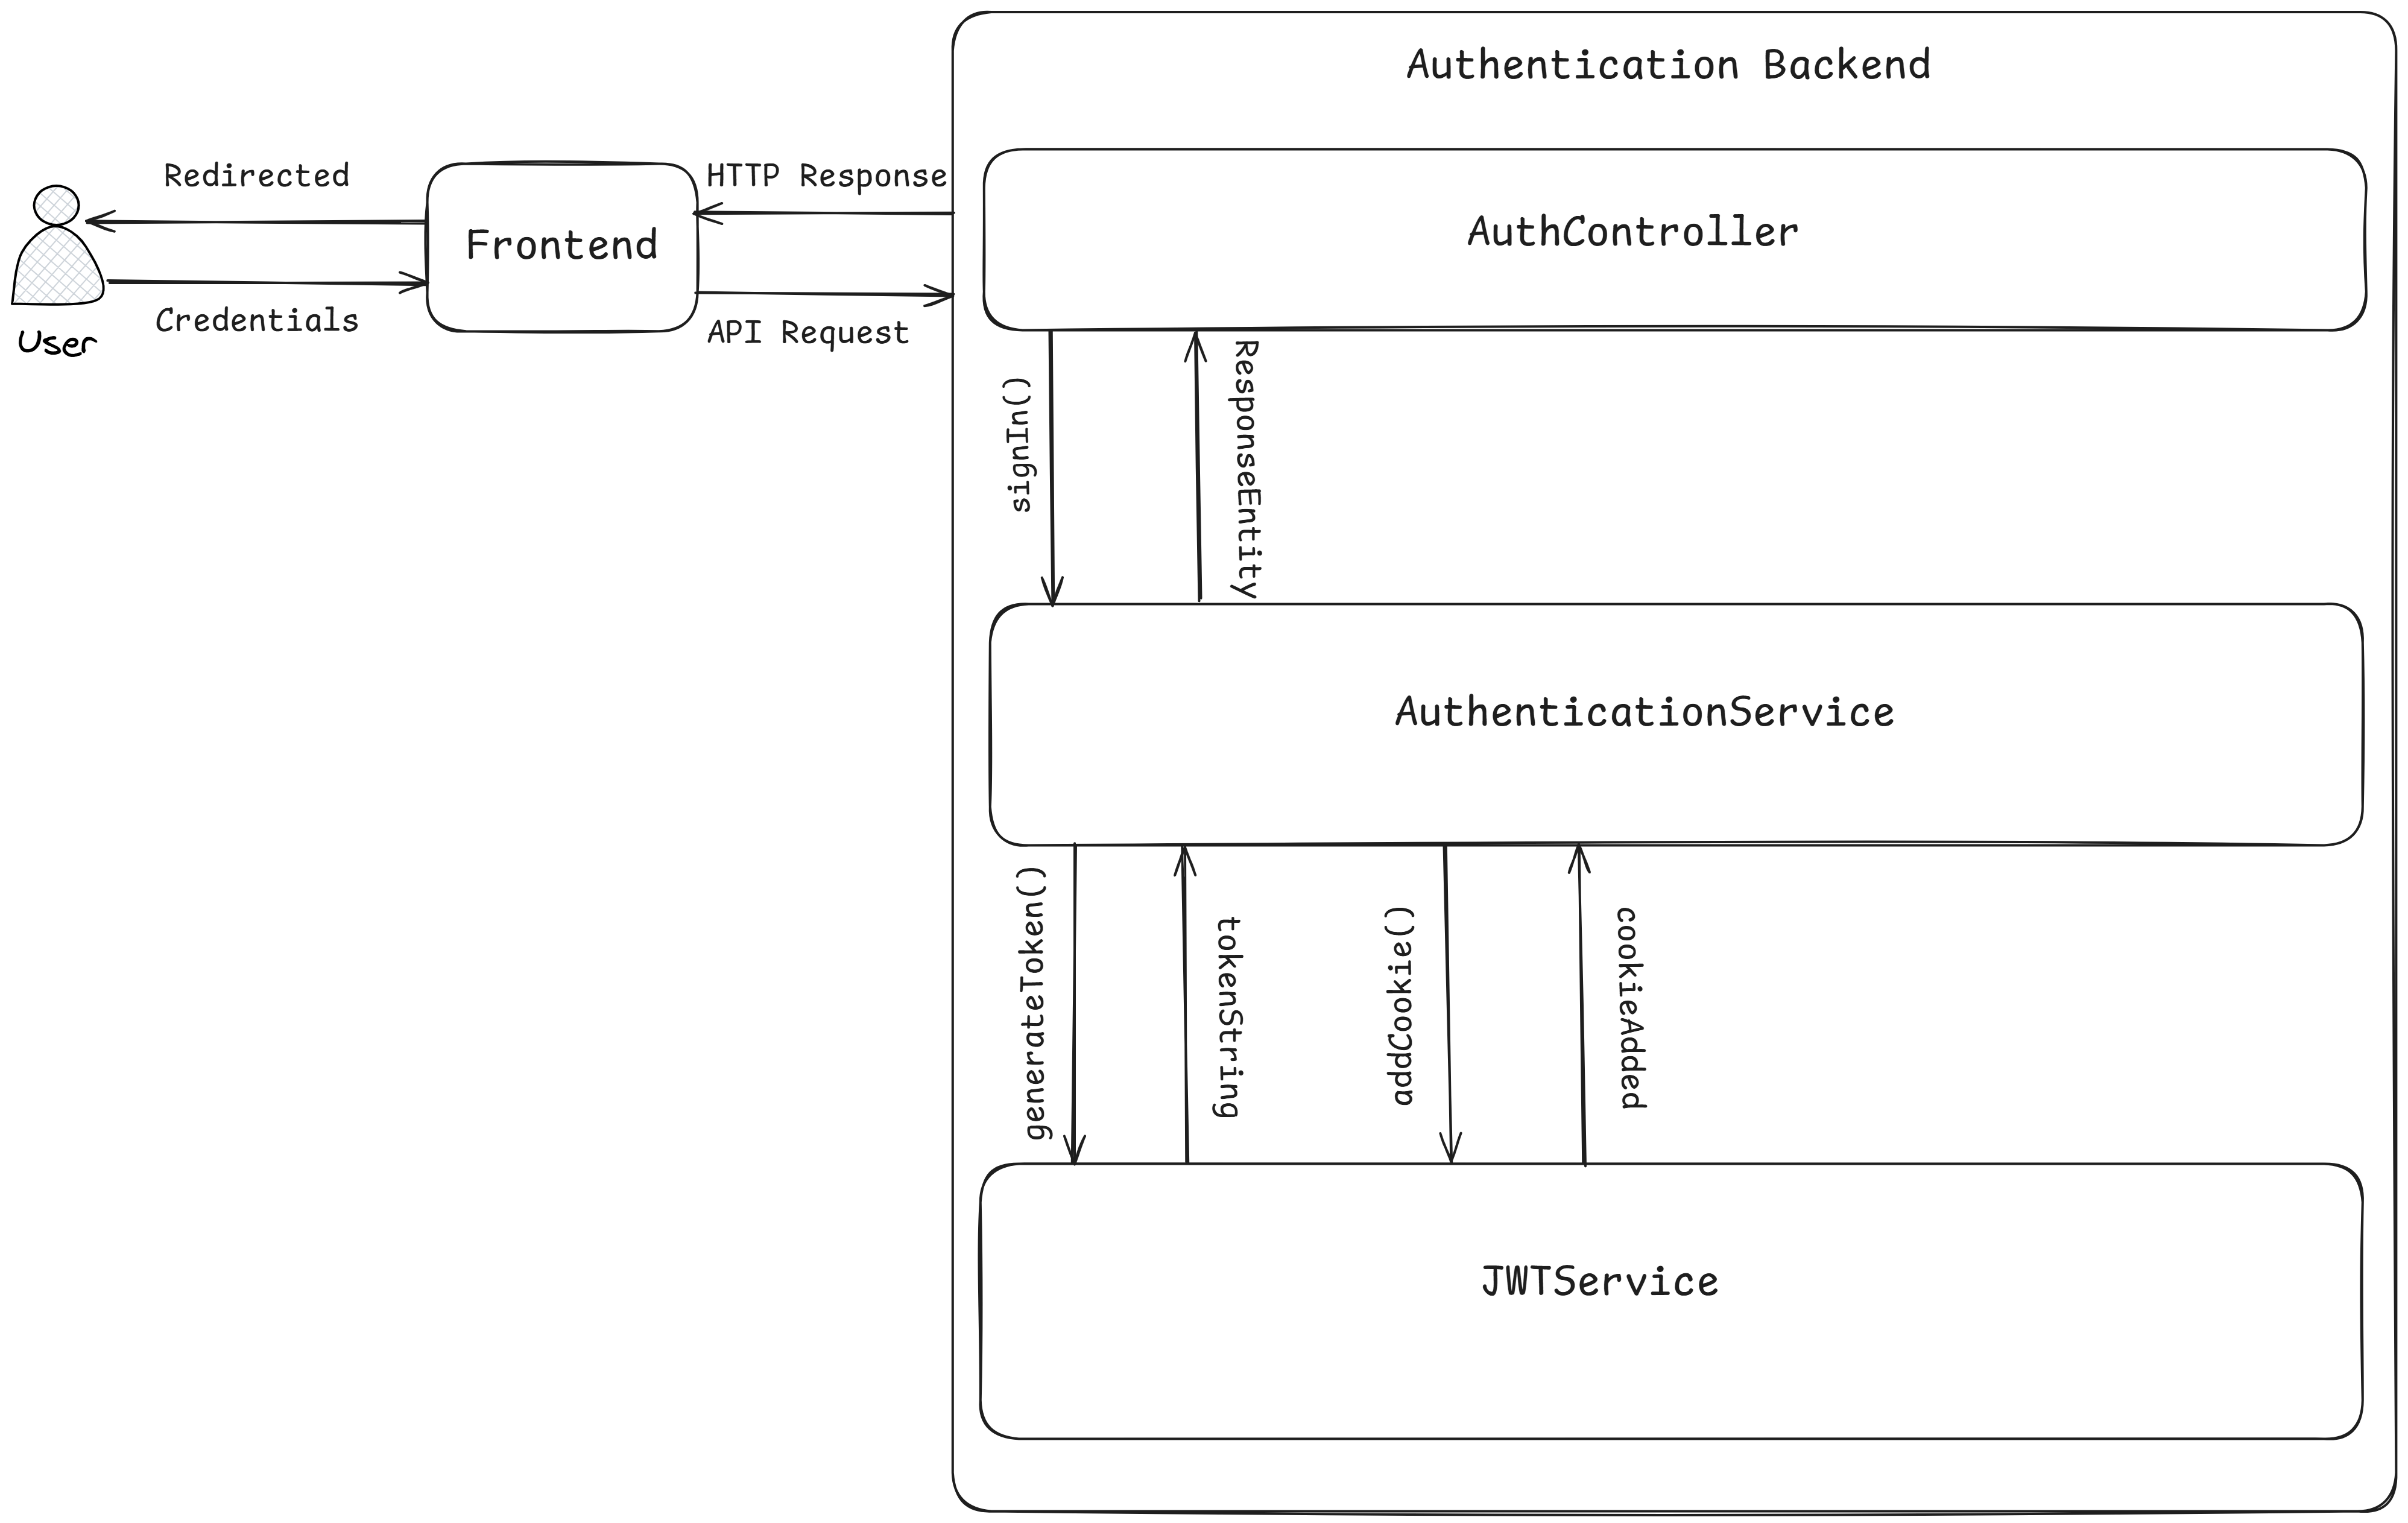 Authentication Backend
Redirected
HTTP Response
Frontend
AuthController
Credentials
API Request
User
signIn()
ResponseEntity
AuthenticationService
generateToken()
tokenString
addCookie()
cookieAdded
JWTService